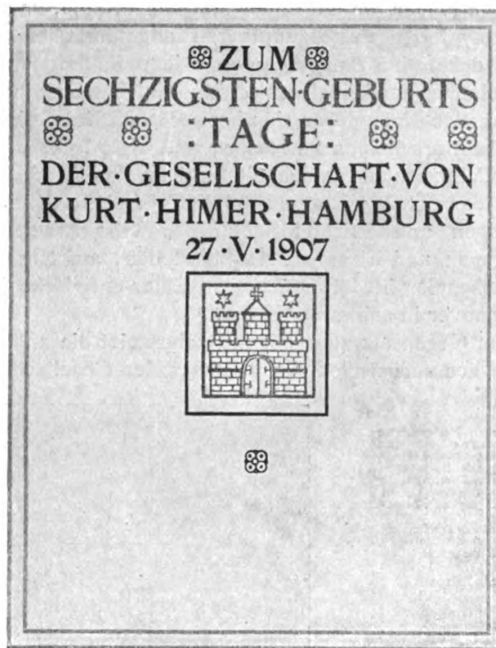 ZUM
SECHZIGSTEN·GEBURTS
:TAGE:
DER·GESELLSCHAFT·VON
KURT·HIMER·HAMBURG
27·V·1907